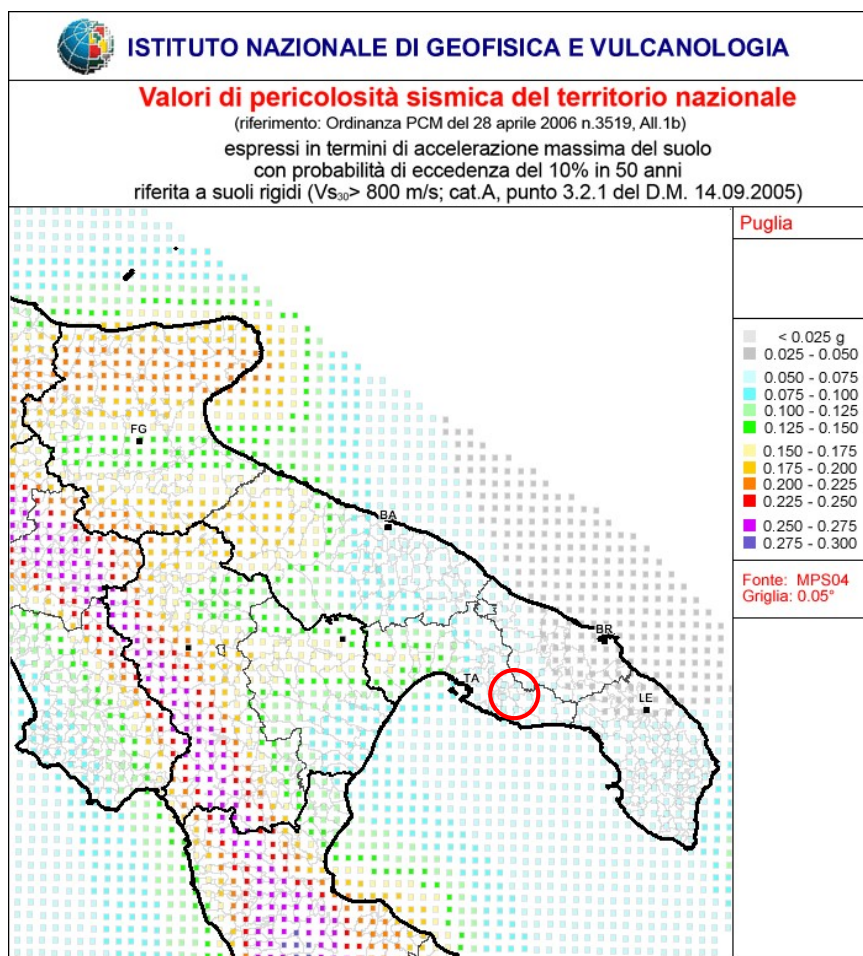 ISTITUTO NAZIONALE DI GEOFISICA E VULCANOLOGIA
Valori di pericolosità sismica del territorio nazionale
(riferimento: Ordinanza PCM del 28 aprile 2006 n.3519, All.1b)
espressi in termini di accelerazione massima del suolo
con probabilità di eccedenza del 10% in 50 anni
riferita a suoli rigidi (Vs₃₀> 800 m/s; cat.A, punto 3.2.1 del D.M. 14.09.2005)
Puglia
< 0.025 g
0.025 - 0.050
0.050 - 0.075
0.075 - 0.100
0.100 - 0.125
0.125 - 0.150
0.150 - 0.175
0.175 - 0.200
0.200 - 0.225
0.225 - 0.250
0.250 - 0.275
0.275 - 0.300
Fonte: MPS04
Griglia: 0.05°
FG
BA
BR
TA
LE